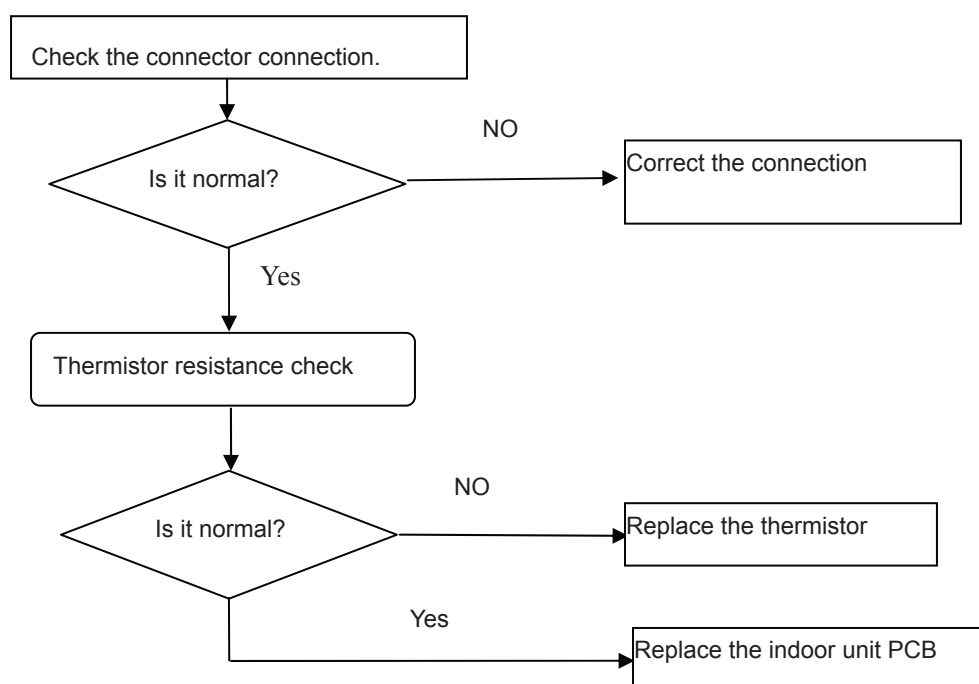 Check the connector connection.
NO
Is it normal?
Correct the connection
Yes
Thermistor resistance check
NO
Is it normal?
Replace the thermistor
Yes
Replace the indoor unit PCB